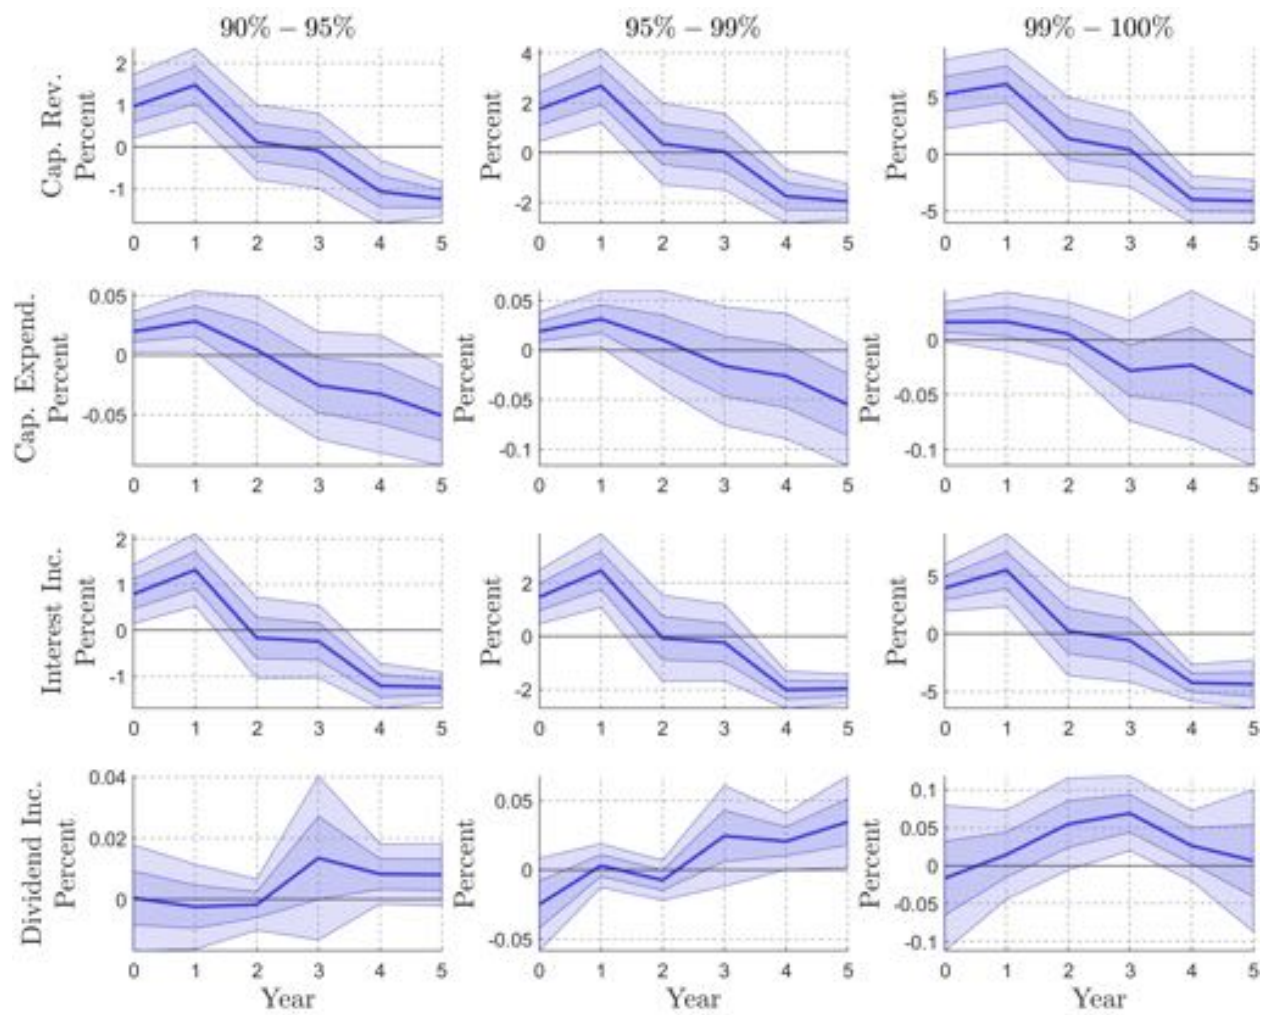 90% – 95% 95% – 99% 99% – 100%
Cap. Rev.
Percent
2
1
0
-1
0 1 2 3 4 5
Percent
4
2
0
-2
0 1 2 3 4 5
Percent
5
0
-5
0 1 2 3 4 5
Cap. Expend.
Percent
0.05
0
-0.05
0 1 2 3 4 5
Percent
0.05
0
-0.05
-0.1
0 1 2 3 4 5
Percent
0
-0.05
-0.1
0 1 2 3 4 5
Interest Inc.
Percent
2
1
0
-1
0 1 2 3 4 5
Percent
2
0
-2
0 1 2 3 4 5
Percent
5
0
-5
0 1 2 3 4 5
Dividend Inc.
Percent
0.04
0.02
0
0 1 2 3 4 5
Year
Percent
0.05
0
-0.05
0 1 2 3 4 5
Year
Percent
0.1
0.05
0
-0.05
-0.1
0 1 2 3 4 5
Year